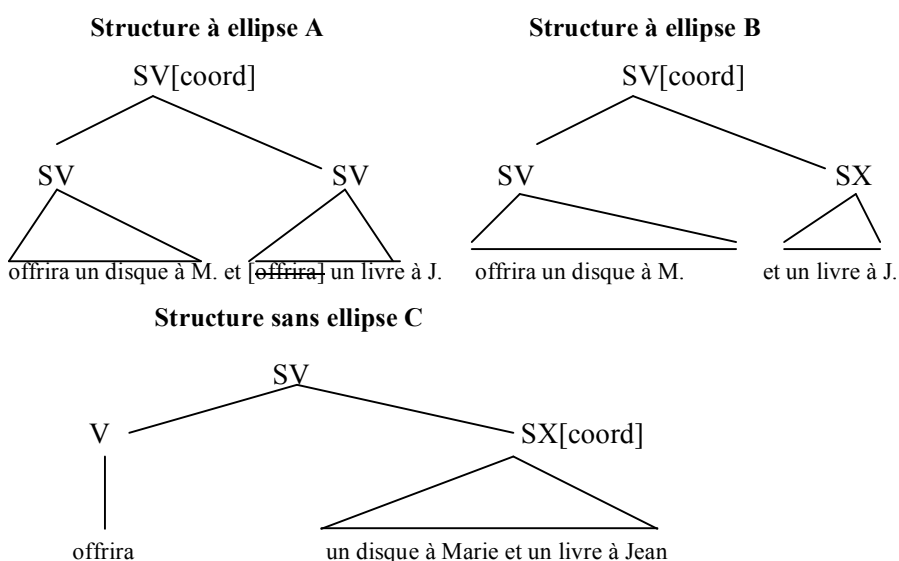 Structure à ellipse A Structure à ellipse B
SV[coord] SV[coord]
SV SV SV SX
offrira un disque à M. et [offrira] un livre à J. offrira un disque à M. et un livre à J.
Structure sans ellipse C
SV
V SX[coord]
offrira un disque à Marie et un livre à Jean